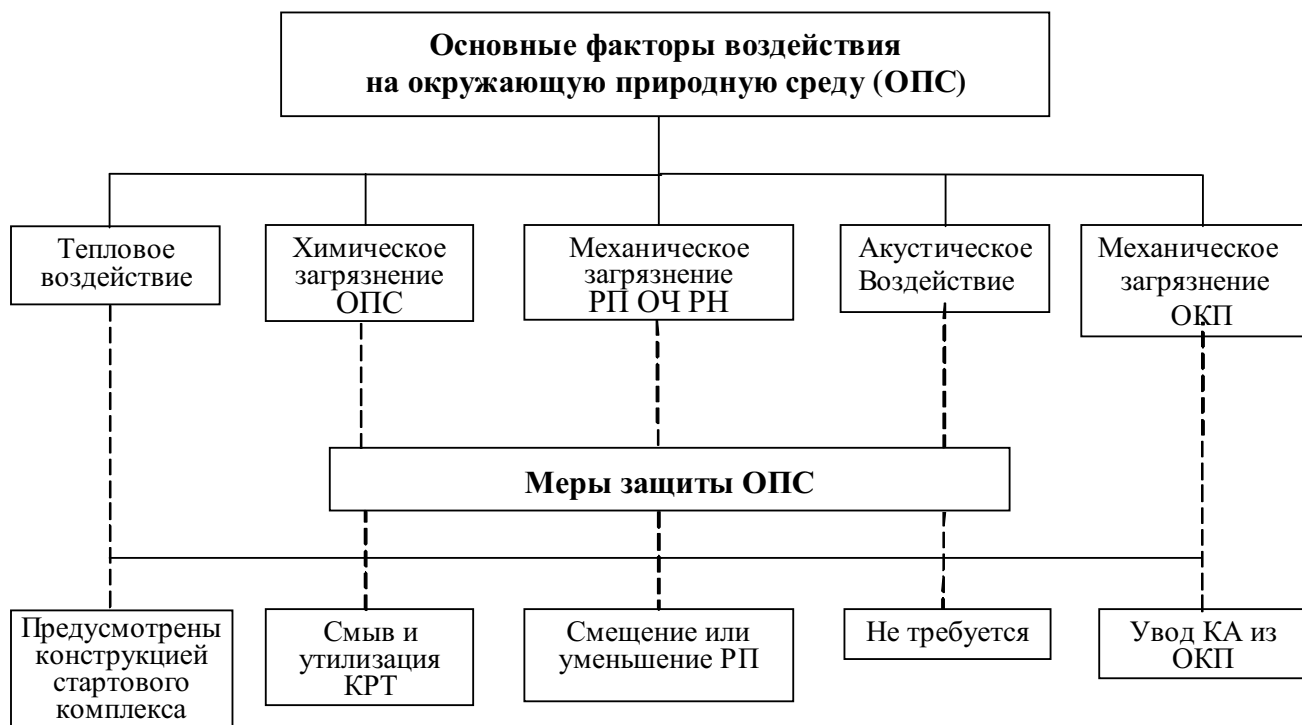 Основные факторы воздействия
на окружающую природную среду (ОПС)
Тепловое
воздействие
Химическое
загрязнение
ОПС
Механическое
загрязнение
РП ОЧ РН
Акустическое
Воздействие
Механическое
загрязнение
ОКП
Меры защиты ОПС
Предусмотрены
конструкцией
стартового
комплекса
Смыв и
утилизация
КРТ
Смещение или
уменьшение РП
Не требуется
Увод КА из
ОКП